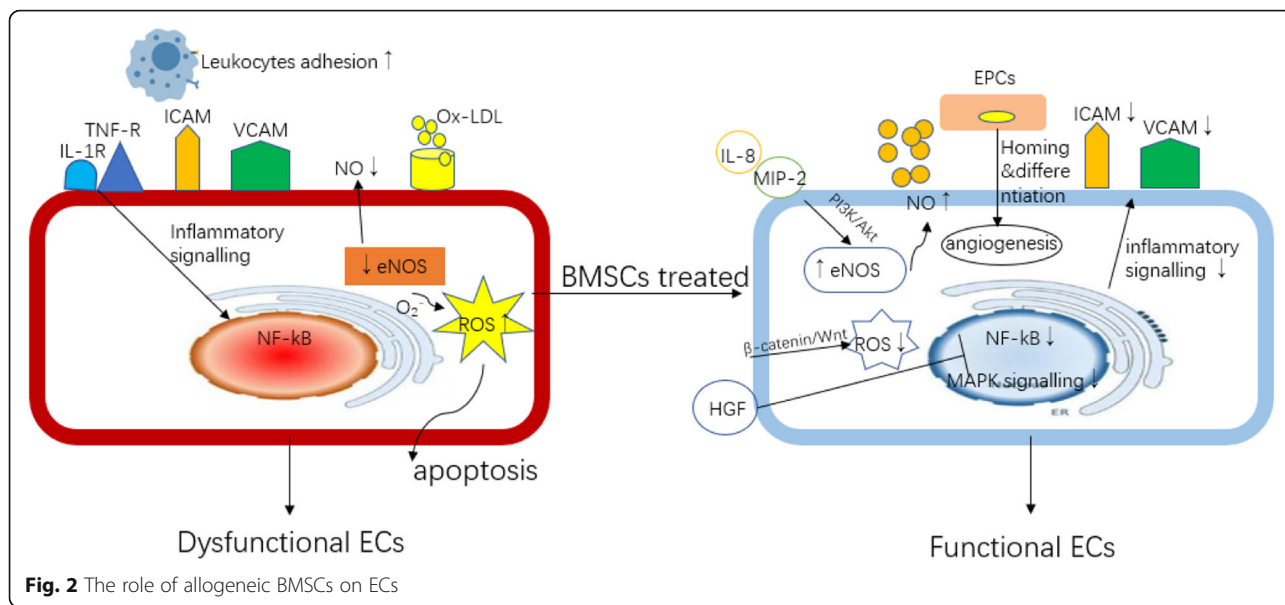 Leukocytes adhesion ↑
ICAM
TNF-R
VCAM
IL-1R
Ox-LDL
NO ↓
Inflammatory
signalling
↓ eNOS
O₂⁻
ROS ↑
NF-kB
apoptosis
Dysfunctional ECs
BMSCs treated
EPCs
IL-8
MIP-2
ICAM ↓
VCAM ↓
Homing
&differe
ntiation
PI3K/Akt
NO ↑
↑ eNOS
angiogenesis
inflammatory
signalling ↓
β-catenin/Wnt
ROS ↓
NF-kB ↓
MAPK signalling ↓
ER
HGF
Functional ECs
Fig. 2 The role of allogeneic BMSCs on ECs